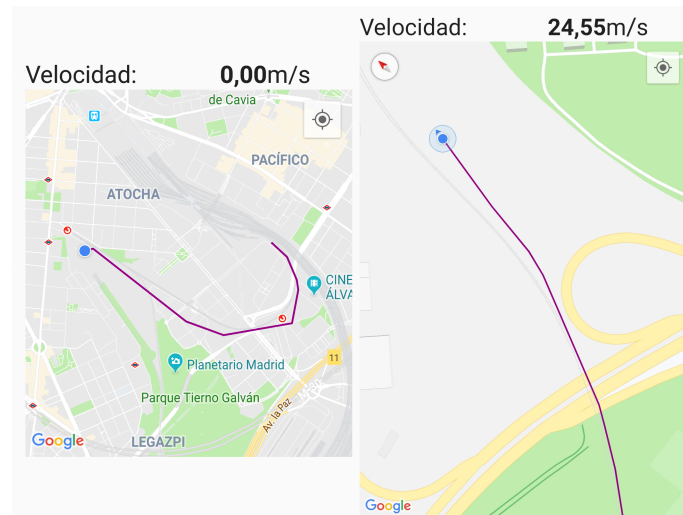 Velocidad: 0,00m/s
de Cavia
PACÍFICO
ATOCHA
CINE
ÁLVA
11
Planetario Madrid
Parque Tierno Galván
Av. la Paz
LEGAZPI
Google
Velocidad: 24,55m/s
Google